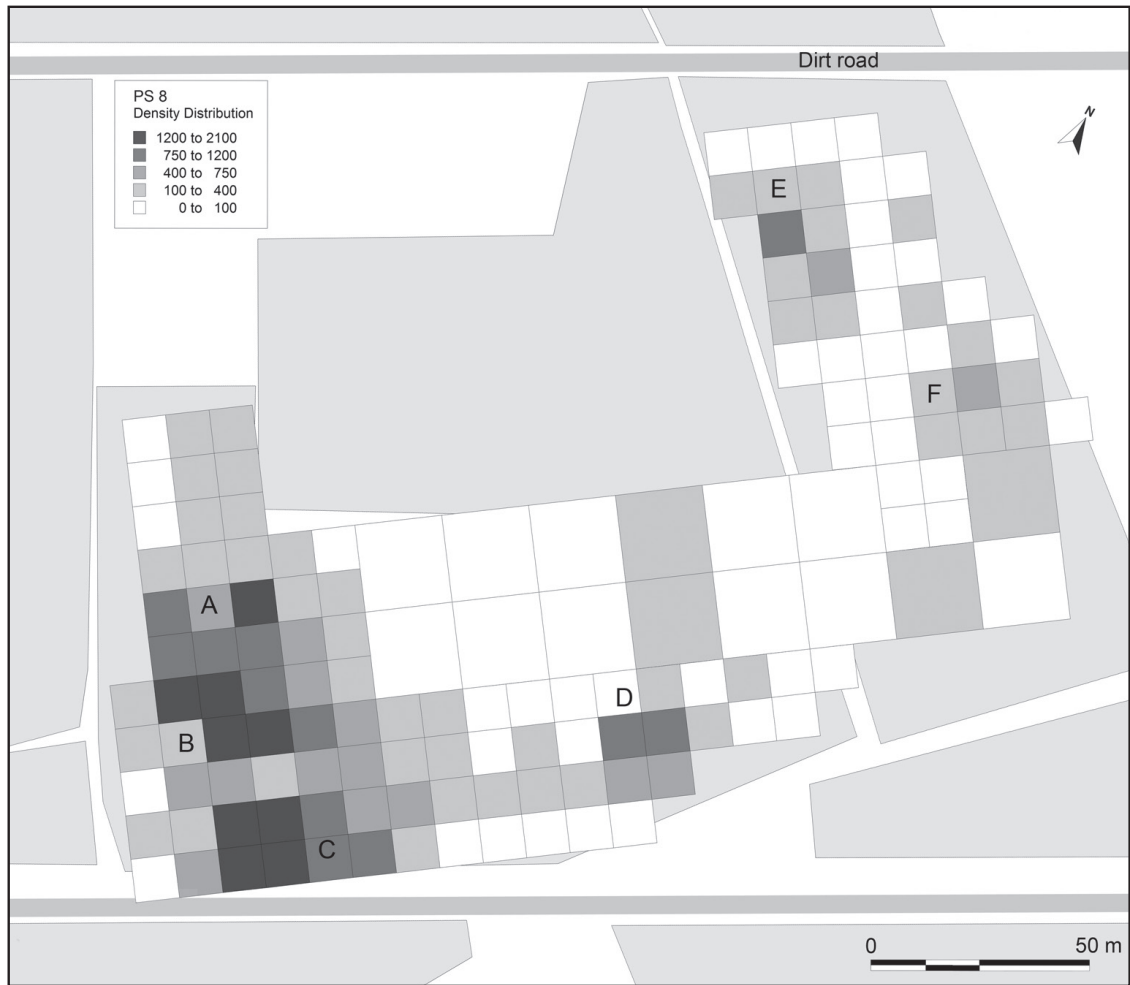 Dirt road
PS 8
Density Distribution
1200 to 2100
750 to 1200
400 to 750
100 to 400
0 to 100
N
E
F
A
D
B
C
0 50 m